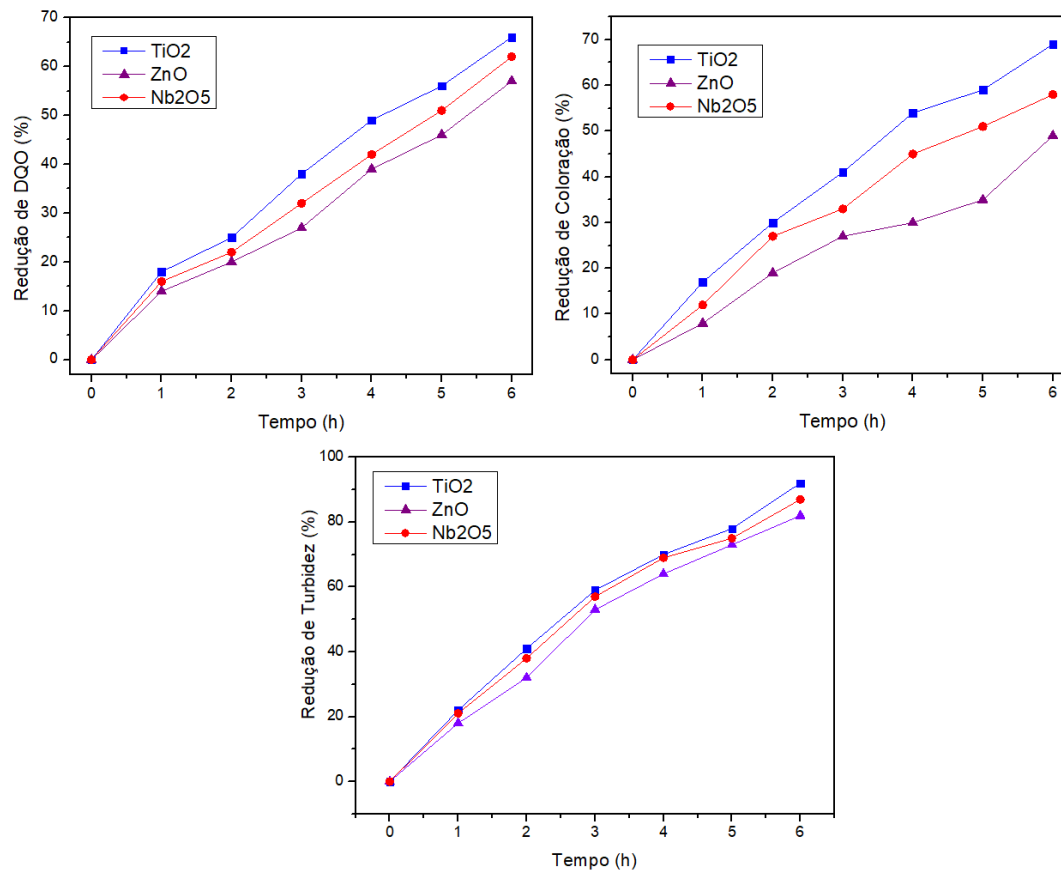 Redução de DQO (%)
70
60
50
40
30
20
10
0
TiO2
ZnO
Nb2O5
0 1 2 3 4 5 6
Tempo (h)
Redução de Coloração (%)
70
60
50
40
30
20
10
0
TiO2
ZnO
Nb2O5
0 1 2 3 4 5 6
Tempo (h)
Redução de Turbidez (%)
100
80
60
40
20
0
TiO2
ZnO
Nb2O5
0 1 2 3 4 5 6
Tempo (h)